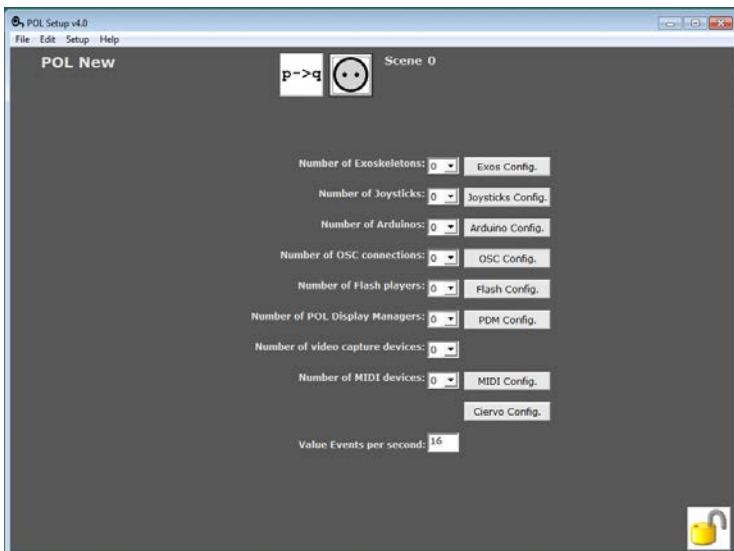 POL Setup v4.0
File Edit Setup Help
POL New
p->q
Scene 0
Number of Exoskeletons: 0 Exos Config.
Number of Joysticks: 0 Joysticks Config.
Number of Arduinos: 0 Arduino Config.
Number of OSC connections: 0 OSC Config.
Number of Flash players: 0 Flash Config.
Number of POL Display Managers: 0 PDM Config.
Number of video capture devices: 0
Number of MIDI devices: 0 MIDI Config.
Ciervo Config.
Value Events per second: 16